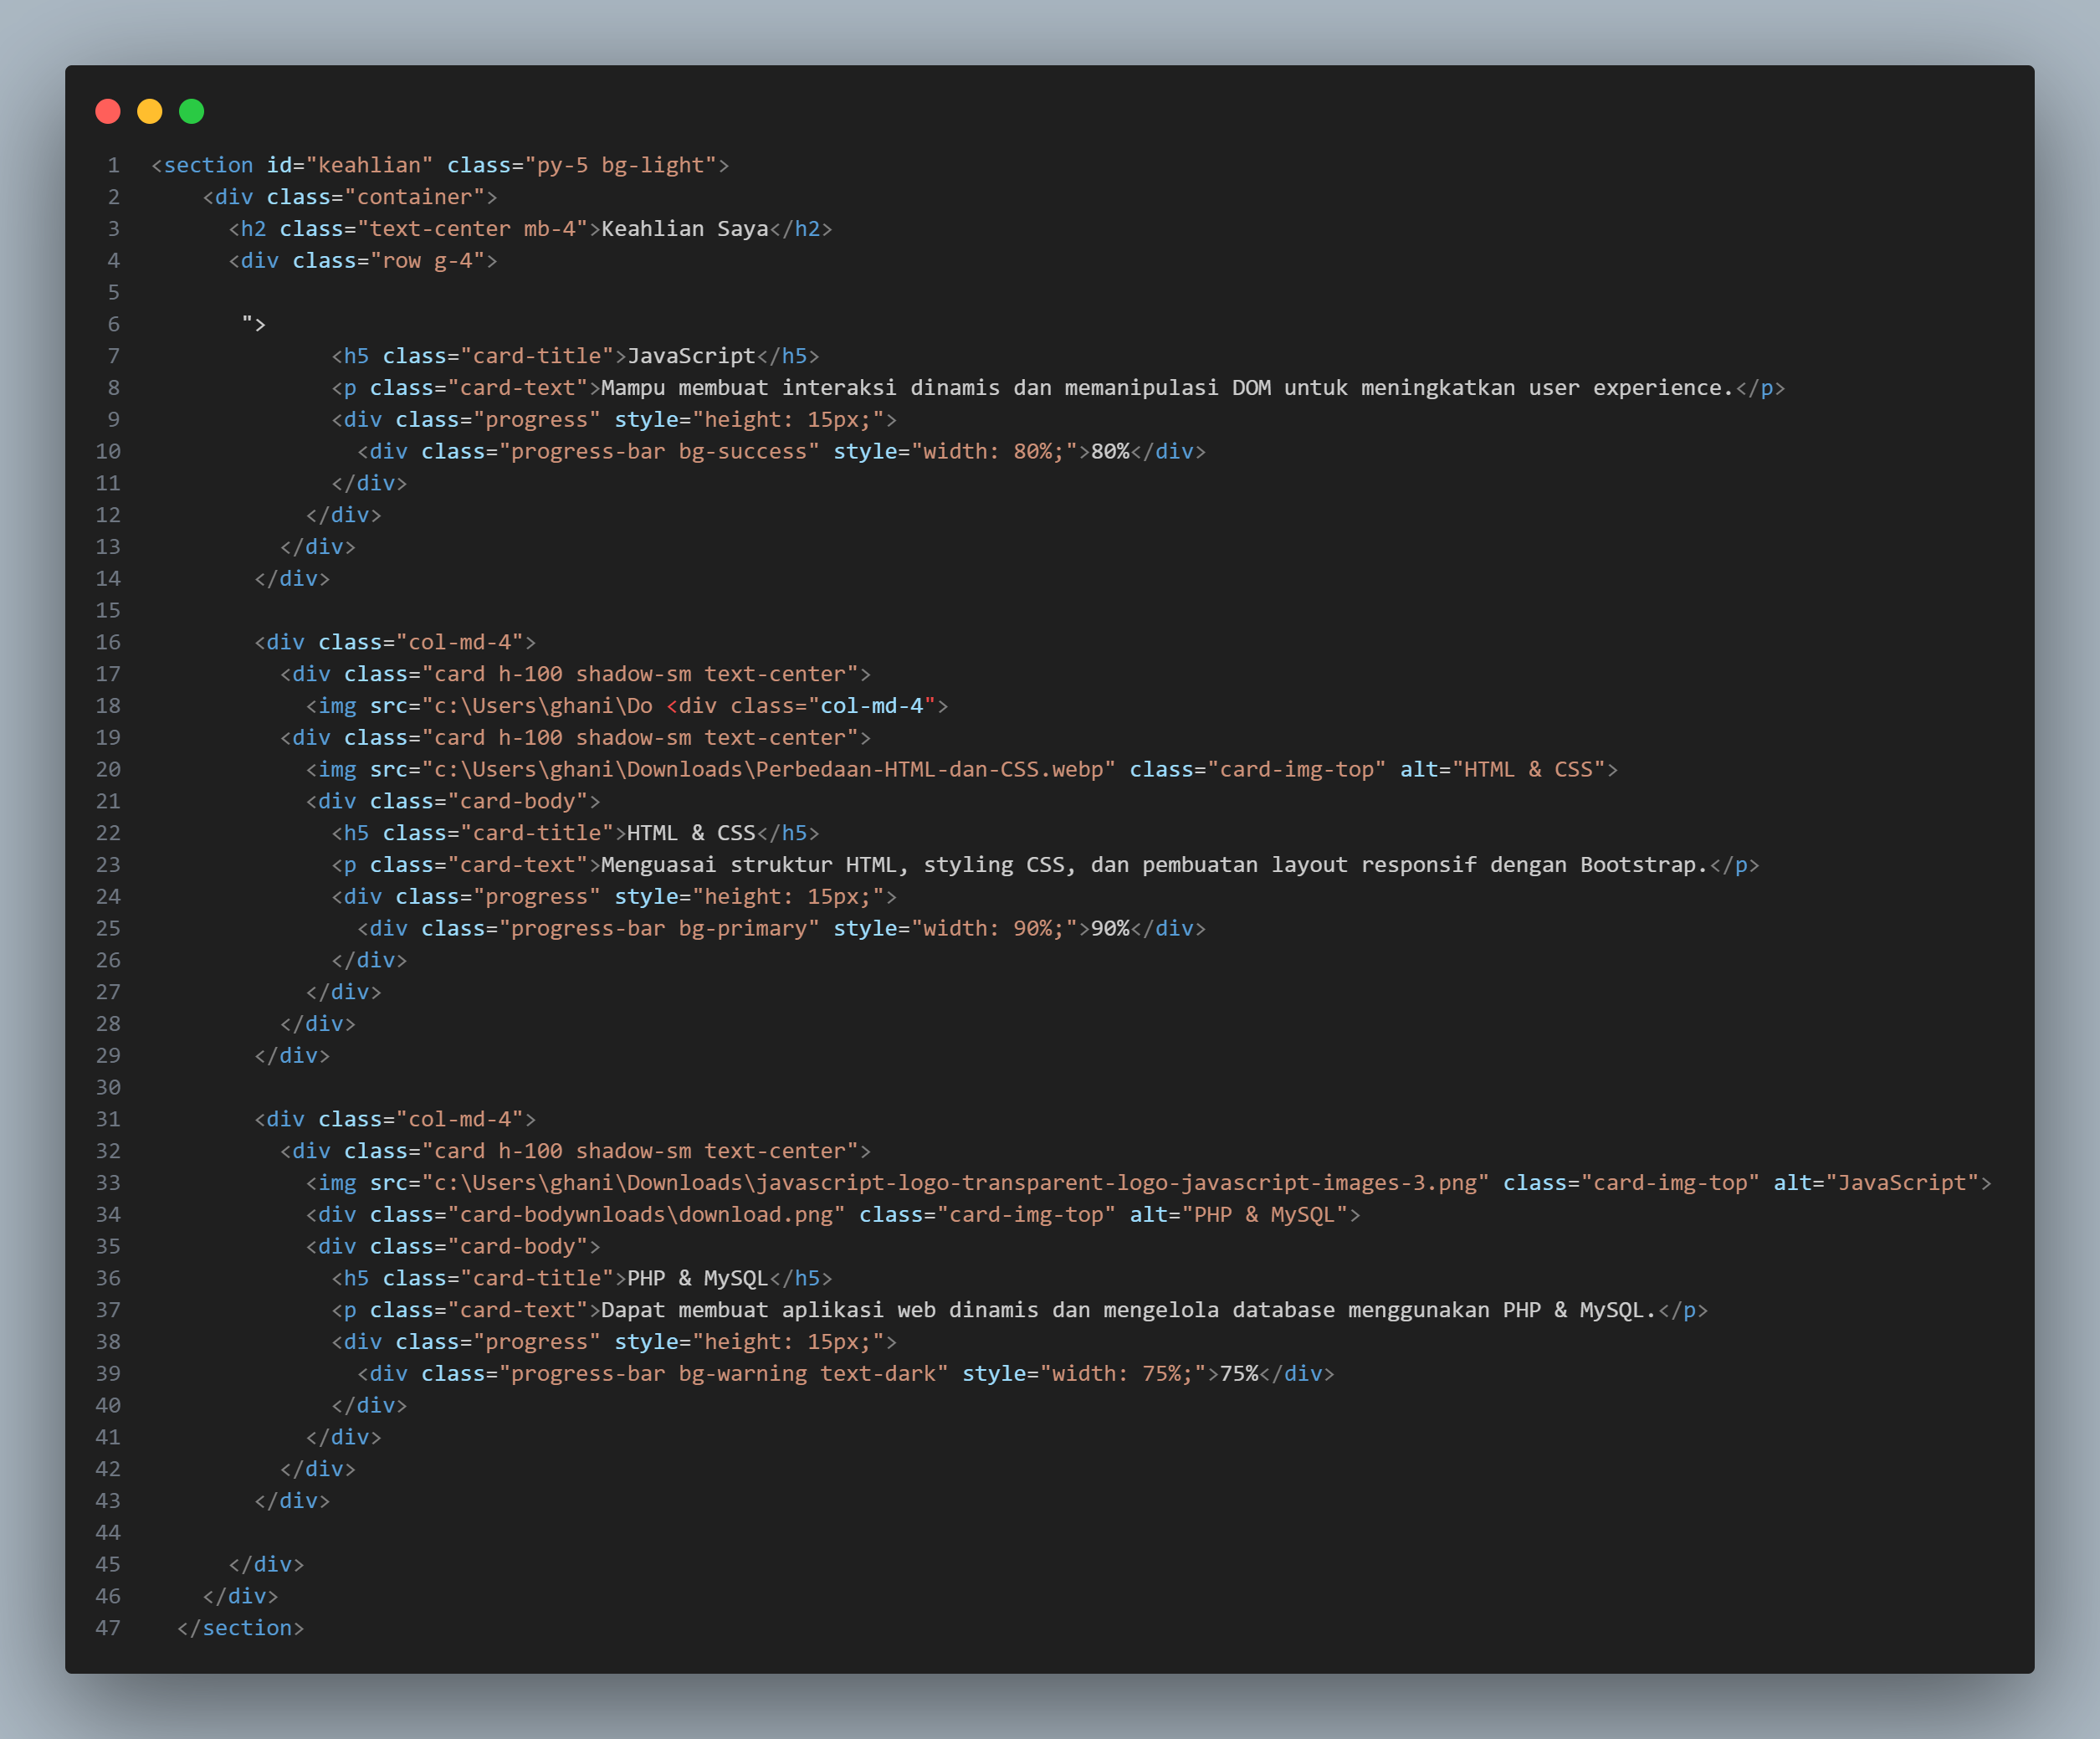 1 <section id="keahlian" class="py-5 bg-light">
2     <div class="container">
3       <h2 class="text-center mb-4">Keahlian Saya</h2>
4       <div class="row g-4">
5
6        ">
7               <h5 class="card-title">JavaScript</h5>
8               <p class="card-text">Mampu membuat interaksi dinamis dan memanipulasi DOM untuk meningkatkan user experience.</p>
9               <div class="progress" style="height: 15px;">
10                <div class="progress-bar bg-success" style="width: 80%;">80%</div>
11              </div>
12            </div>
13          </div>
14        </div>
15
16        <div class="col-md-4">
17          <div class="card h-100 shadow-sm text-center">
18            <img src="c:\Users\ghani\Do <div class="col-md-4">
19          <div class="card h-100 shadow-sm text-center">
20            <img src="c:\Users\ghani\Downloads\Perbedaan-HTML-dan-CSS.webp" class="card-img-top" alt="HTML & CSS">
21            <div class="card-body">
22              <h5 class="card-title">HTML & CSS</h5>
23              <p class="card-text">Menguasai struktur HTML, styling CSS, dan pembuatan layout responsif dengan Bootstrap.</p>
24              <div class="progress" style="height: 15px;">
25                <div class="progress-bar bg-primary" style="width: 90%;">90%</div>
26              </div>
27            </div>
28          </div>
29        </div>
30
31        <div class="col-md-4">
32          <div class="card h-100 shadow-sm text-center">
33            <img src="c:\Users\ghani\Downloads\javascript-logo-transparent-logo-javascript-images-3.png" class="card-img-top" alt="JavaScript">
34            <div class="card-bodywnloads\download.png" class="card-img-top" alt="PHP & MySQL">
35            <div class="card-body">
36              <h5 class="card-title">PHP & MySQL</h5>
37              <p class="card-text">Dapat membuat aplikasi web dinamis dan mengelola database menggunakan PHP & MySQL.</p>
38              <div class="progress" style="height: 15px;">
39                <div class="progress-bar bg-warning text-dark" style="width: 75%;">75%</div>
40              </div>
41            </div>
42          </div>
43        </div>
44
45      </div>
46    </div>
47  </section>